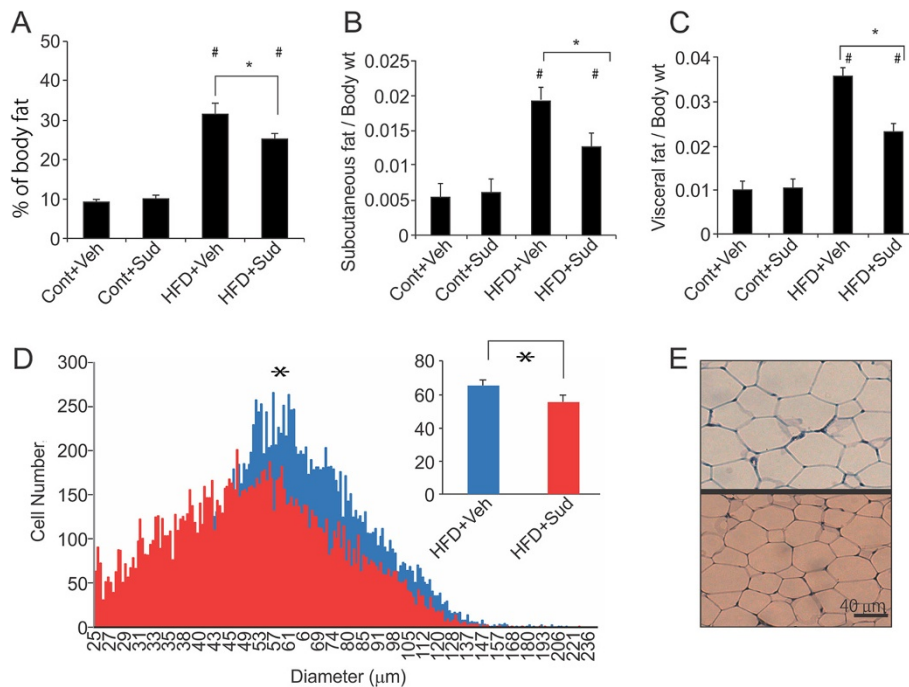 A
% of body fat
50
40
30
20
10
0
#
#
*
Cont+Veh
Cont+Sud
HFD+Veh
HFD+Sud
B
Subcutaneous fat / Body wt
0.025
0.02
0.015
0.01
0.005
0
*
#
#
Cont+Veh
Cont+Sud
HFD+Veh
HFD+Sud
C
Visceral fat / Body wt
0.04
0.03
0.04
0.01
0
*
#
#
Cont+Veh
Cont+Sud
HFD+Veh
HFD+Sud
D
Cell Number
300
250
200
150
100
50
0
*
25 27 29 31 33 35 38 40 43 45 49 53 57 61 6 69 74 80 85 91 98 105 112 120 128 137 147 157 168 180 193 206 221 236
Diameter (μm)
80
60
40
60
0
*
HFD+Veh
HFD+Sud
E
40 μm